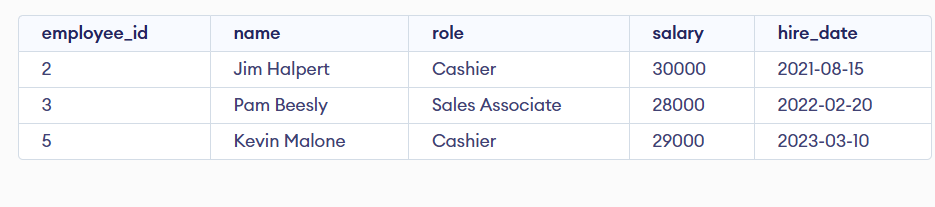 employee_id name role salary hire_date
2 Jim Halpert Cashier 30000 2021-08-15
3 Pam Beesly Sales Associate 28000 2022-02-20
5 Kevin Malone Cashier 29000 2023-03-10